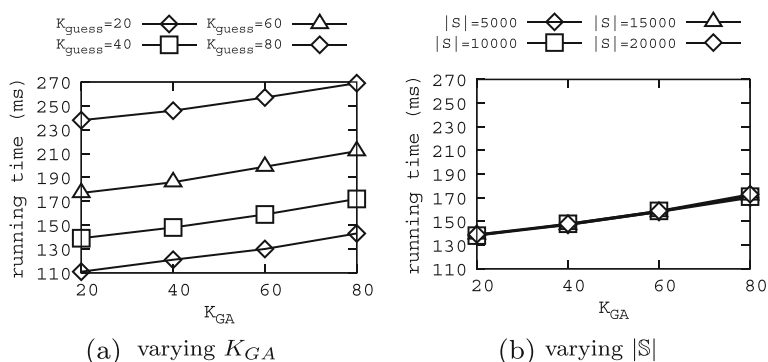 K_guess=20 K_guess=60
K_guess=40 K_guess=80
270
250
230
210
190
170
150
130
110
running time (ms)
20 40 60 80
K_GA
(a) varying K_GA
|S|=5000 |S|=15000
|S|=10000 |S|=20000
270
250
230
210
190
170
150
130
110
running time (ms)
20 40 60 80
K_GA
(b) varying |𝕊|